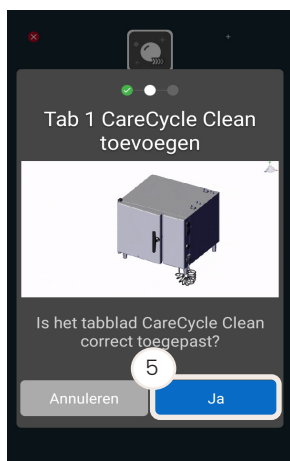 Tab 1 CareCycle Clean
toevoegen
Is het tabblad CareCycle Clean
correct toegepast?
5
Annuleren
Ja